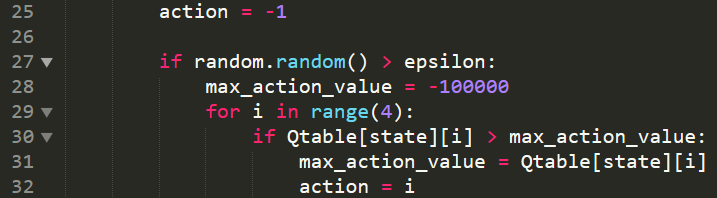 25 action = -1
26
27 if random.random() > epsilon:
28 max_action_value = -100000
29 for i in range(4):
30 if Qtable[state][i] > max_action_value:
31 max_action_value = Qtable[state][i]
32 action = i